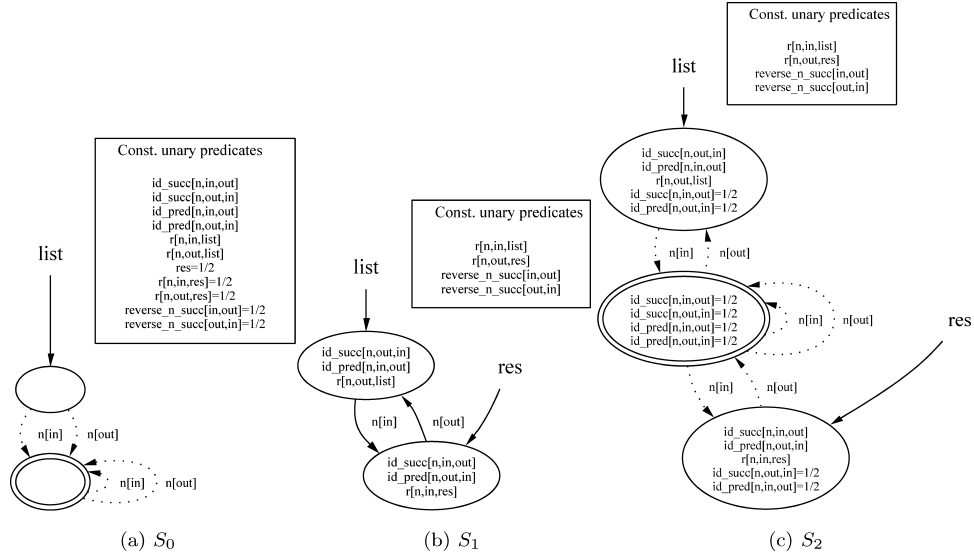 Const. unary predicates
id_succ[n,in,out]
id_succ[n,out,in]
id_pred[n,in,out]
id_pred[n,out,in]
r[n,in,list]
r[n,out,list]
res=1/2
r[n,in,res]=1/2
r[n,out,res]=1/2
reverse_n_succ[in,out]=1/2
reverse_n_succ[out,in]=1/2
list
n[in] n[out]
n[in] n[out]
(a) S0
Const. unary predicates
r[n,in,list]
r[n,out,res]
reverse_n_succ[in,out]
reverse_n_succ[out,in]
list
id_succ[n,out,in]
id_pred[n,in,out]
r[n,out,list]
res
n[in] n[out]
id_succ[n,in,out]
id_pred[n,out,in]
r[n,in,res]
(b) S1
Const. unary predicates
r[n,in,list]
r[n,out,res]
reverse_n_succ[in,out]
reverse_n_succ[out,in]
list
id_succ[n,out,in]
id_pred[n,in,out]
r[n,out,list]
id_succ[n,in,out]=1/2
id_pred[n,out,in]=1/2
n[in] n[out]
id_succ[n,in,out]=1/2
id_succ[n,out,in]=1/2
id_pred[n,in,out]=1/2
id_pred[n,out,in]=1/2
n[in] n[out]
res
n[in] n[out]
id_succ[n,in,out]
id_pred[n,out,in]
r[n,in,res]
id_succ[n,out,in]=1/2
id_pred[n,in,out]=1/2
(c) S2